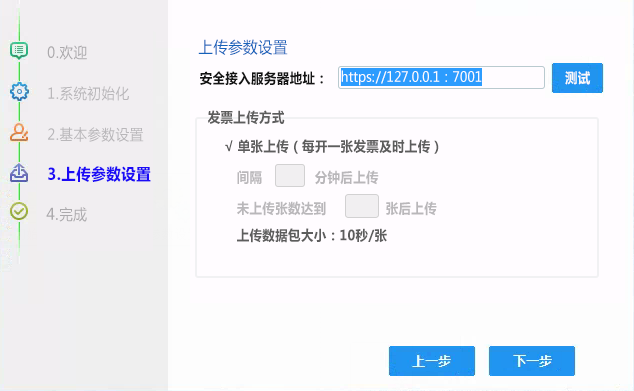 0.欢迎
1.系统初始化
2.基本参数设置
3.上传参数设置
4.完成
上传参数设置
安全接入服务器地址： https://127.0.0.1：7001 测试
发票上传方式
√ 单张上传（每开一张发票及时上传）
间隔 分钟后上传
未上传张数达到 张后上传
上传数据包大小：10秒/张
上一步 下一步